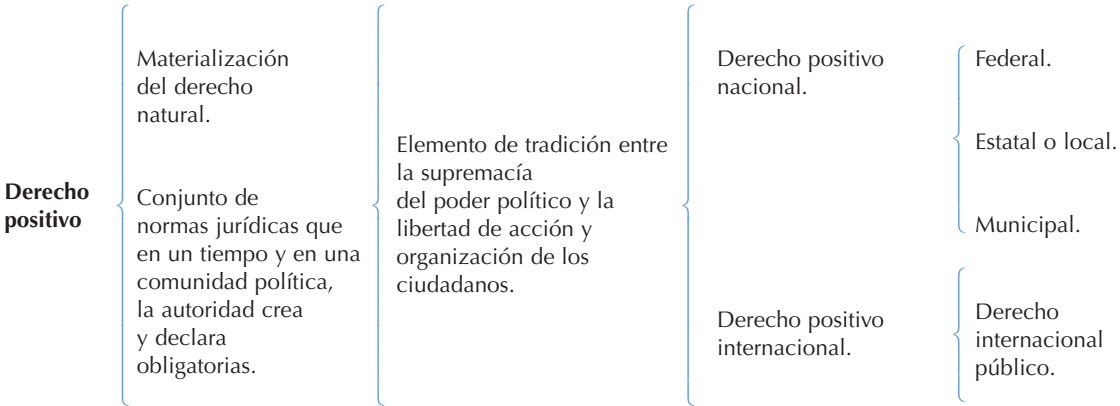 Derecho
positivo
Materialización
del derecho
natural.
Conjunto de
normas jurídicas que
en un tiempo y en una
comunidad política,
la autoridad crea
y declara
obligatorias.
Elemento de tradición entre
la supremacía
del poder político y la
libertad de acción y
organización de los
ciudadanos.
Derecho positivo
nacional.
Federal.
Estatal o local.
Municipal.
Derecho positivo
internacional.
Derecho
internacional
público.